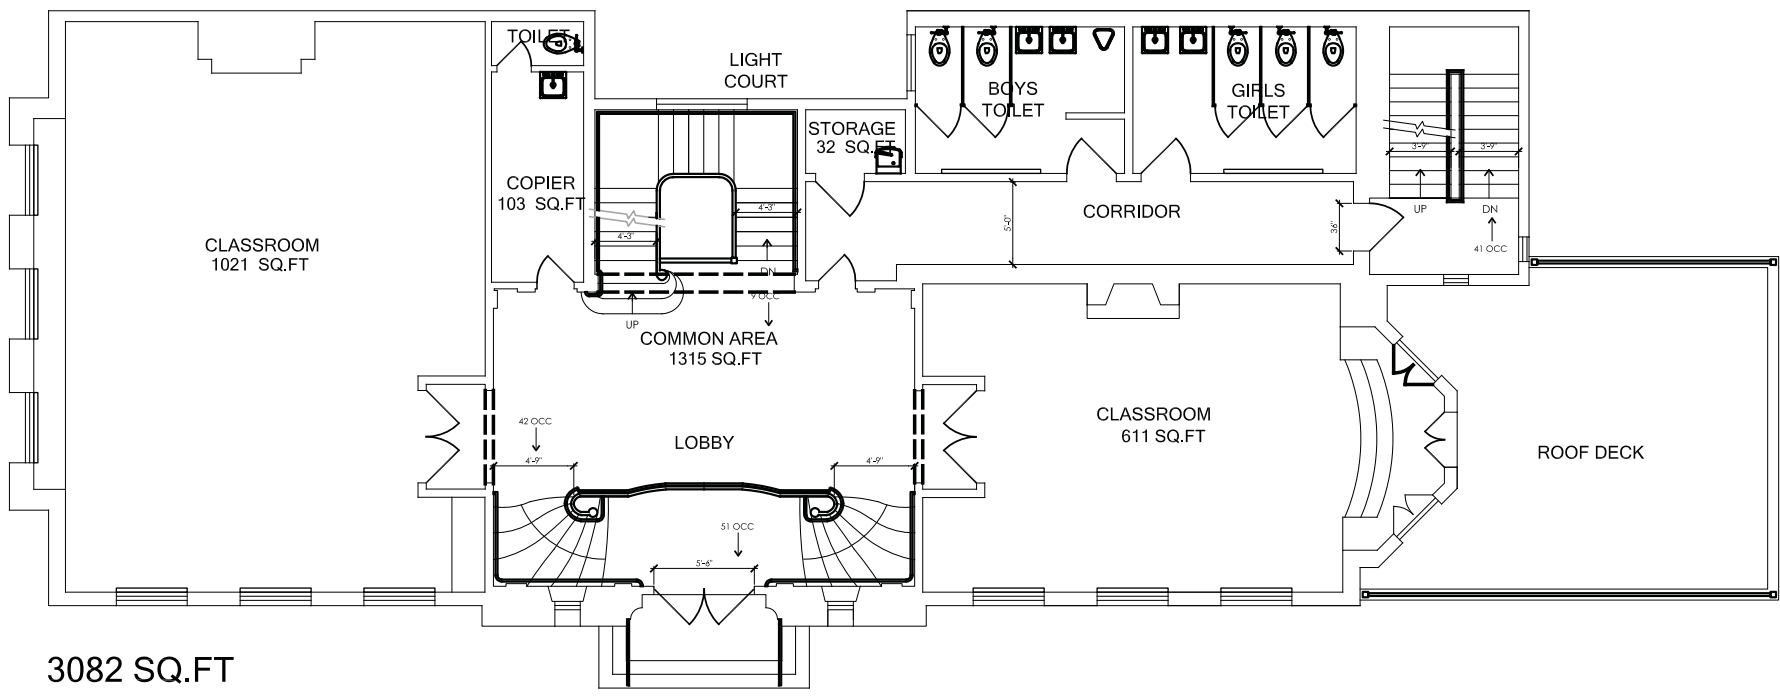 TOILET
LIGHT
COURT
BOYS
TOILET
GIRLS
TOILET
STORAGE
32 SQ.FT
3'-9"
3'-9"
COPIER
103 SQ.FT
4'-3"
4'-3"
CORRIDOR
5'-0"
36"
UP
DN
41 OCC
CLASSROOM
1021 SQ.FT
DN
9 OCC
UP
COMMON AREA
1315 SQ.FT
CLASSROOM
611 SQ.FT
42 OCC
LOBBY
ROOF DECK
4'-9"
4'-9"
51 OCC
5'-6"
3082 SQ.FT